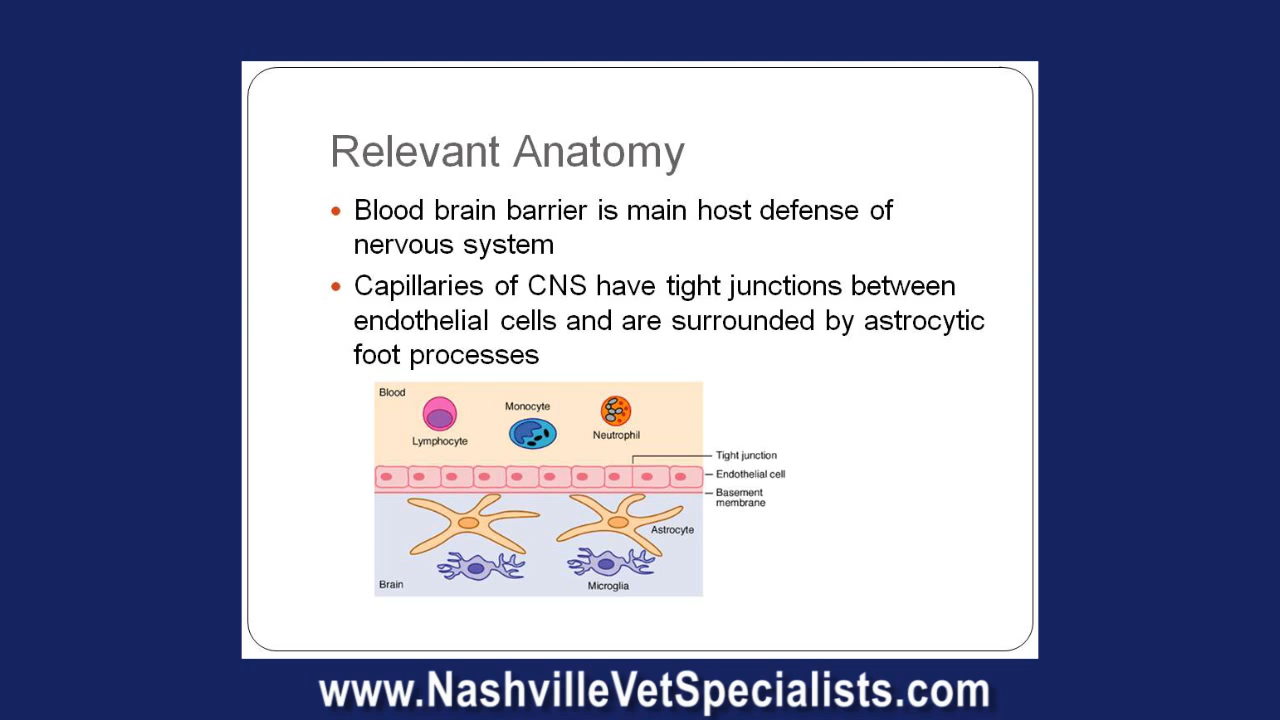 Relevant Anatomy
Blood brain barrier is main host defense of
nervous system
Capillaries of CNS have tight junctions between
endothelial cells and are surrounded by astrocytic
foot processes
Blood
Lymphocyte
Monocyte
Neutrophil
Tight junction
Endothelial cell
Basement
membrane
Astrocyte
Brain
Microglia
www.NashvilleVetSpecialists.com